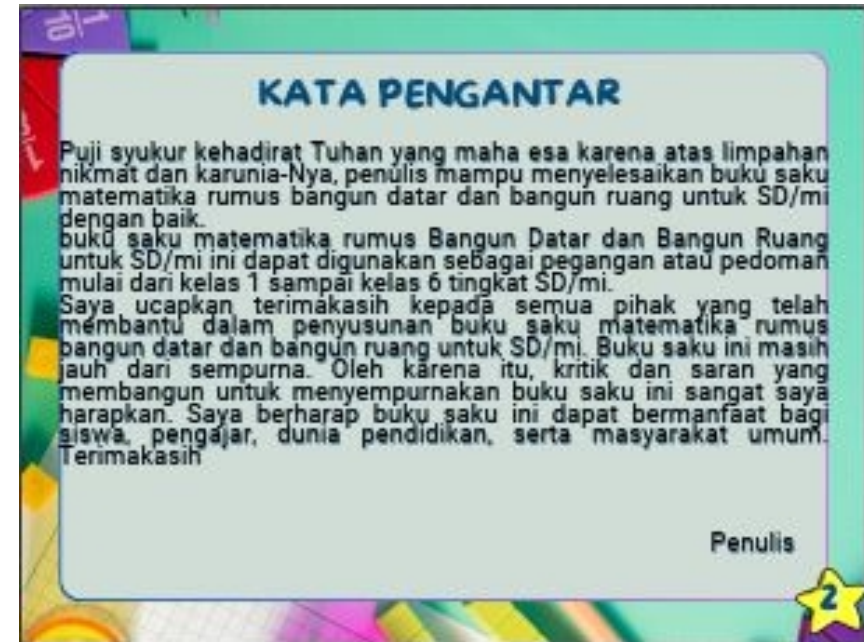 1
10
KATA PENGANTAR
Puji syukur kehadirat Tuhan yang maha esa karena atas limpahan
nikmat dan karunia-Nya, penulis mampu menyelesaikan buku saku
matematika rumus bangun datar dan bangun ruang untuk SD/mi
dengan baik.
buku saku matematika rumus Bangun Datar dan Bangun Ruang
untuk SD/mi ini dapat digunakan sebagai pegangan atau pedoman
mulai dari kelas 1 sampai kelas 6 tingkat SD/mi.
Saya ucapkan terimakasih kepada semua pihak yang telah
membantu dalam penyusunan buku saku matematika rumus
bangun datar dan bangun ruang untuk SD/mi. Buku saku ini masih
jauh dari sempurna. Oleh karena itu, kritik dan saran yang
membangun untuk menyempurnakan buku saku ini sangat saya
harapkan. Saya berharap buku saku ini dapat bermanfaat bagi
siswa, pengajar, dunia pendidikan, serta masyarakat umum.
Terimakasih
Penulis
2